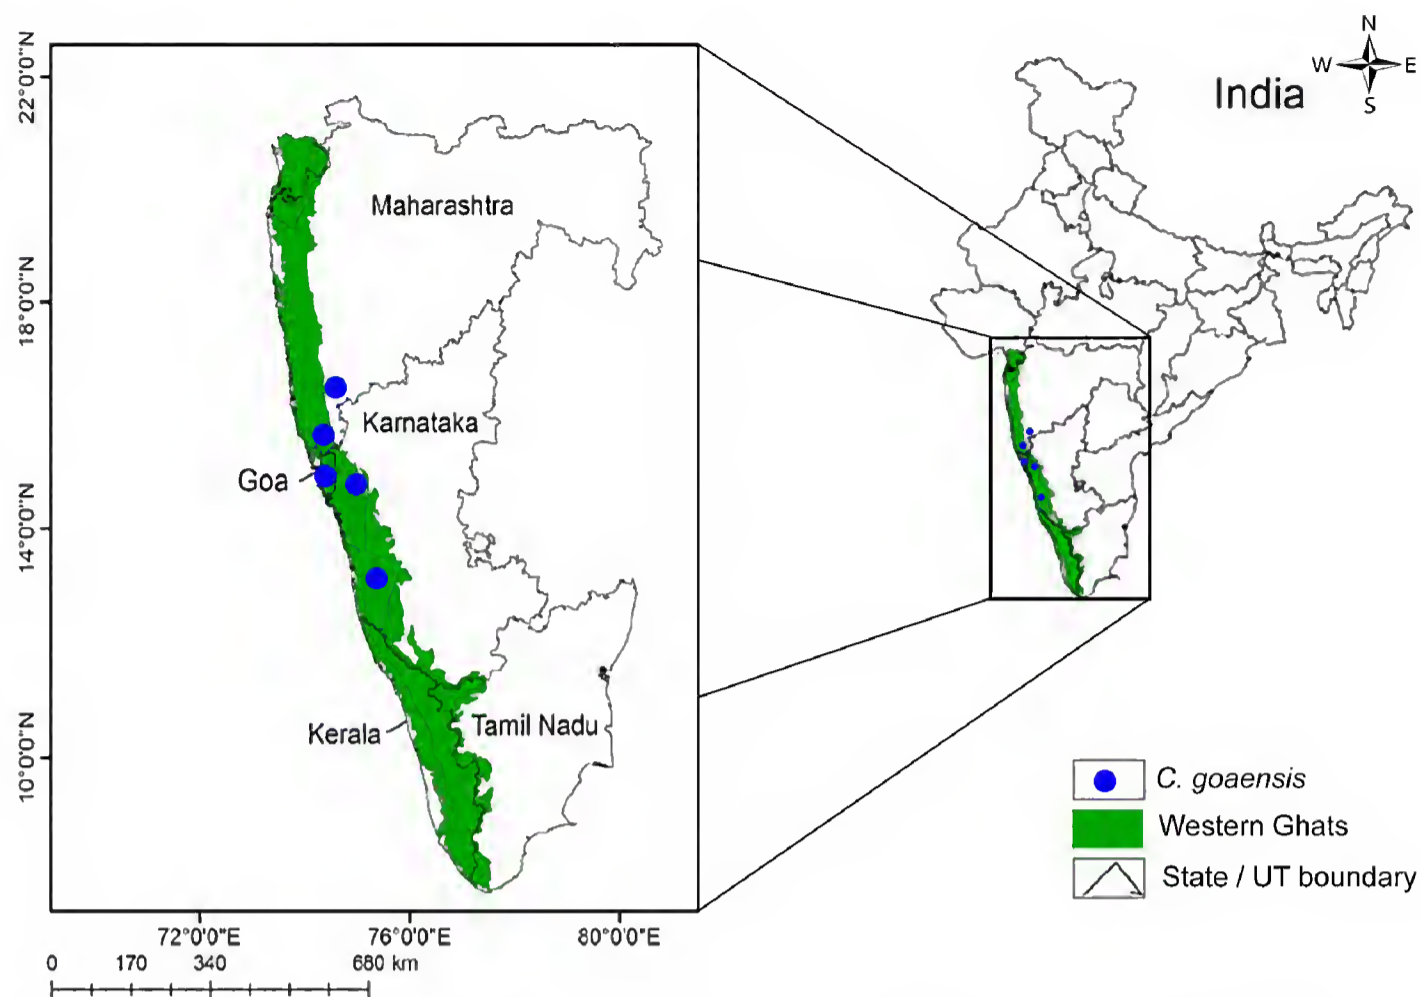 N
W E
S
India
22°0'0"N
18°0'0"N
14°0'0"N
10°0'0"N
Maharashtra
Karnataka
Goa
Kerala
Tamil Nadu
72°0'0"E
76°0'0"E
80°0'0"E
0 170 340 680 km
C. goaensis
Western Ghats
State / UT boundary